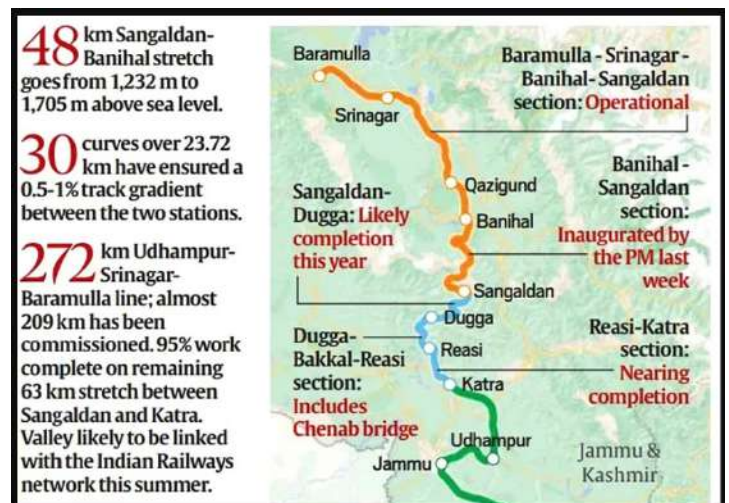 48 km Sangaldan-
Banihal stretch
goes from 1,232 m to
1,705 m above sea level.
30 curves over 23.72
km have ensured a
0.5-1% track gradient
between the two stations.
272 km Udhampur-
Srinagar-
Baramulla line; almost
209 km has been
commissioned. 95% work
complete on remaining
63 km stretch between
Sangaldan and Katra.
Valley likely to be linked
with the Indian Railways
network this summer.
Baramulla
Srinagar
Baramulla - Srinagar -
Banihal- Sangaldan
section: Operational
Qazigund
Banihal
Banihal -
Sangaldan
section:
Inaugurated by
the PM last
week
Sangaldan-
Dugga: Likely
completion
this year
Sangaldan
Dugga
Reasi
Katra
Dugga-
Bakkal-Reasi
section:
Includes
Chenab bridge
Reasi-Katra
section:
Nearing
completion
Udhampur
Jammu
Jammu &
Kashmir